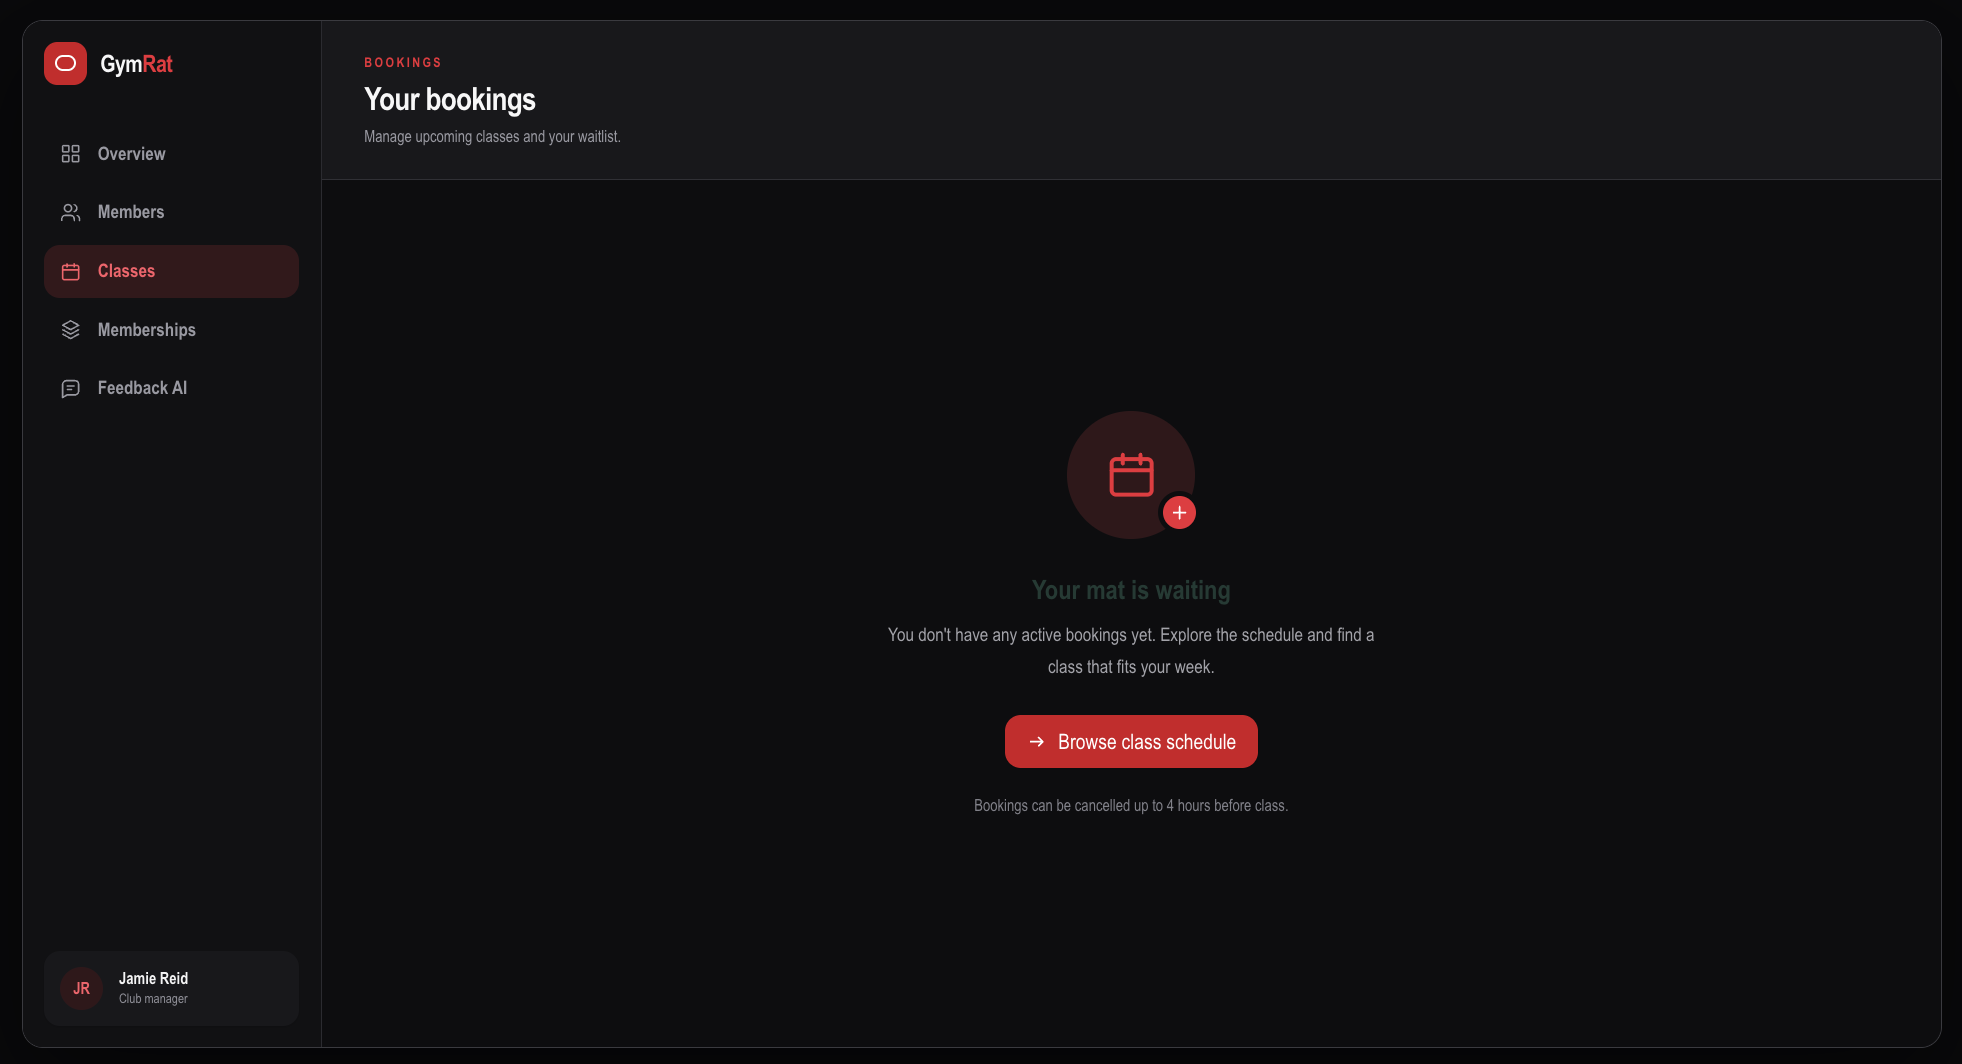 GymRat
Overview
Members
Classes
Memberships
Feedback AI
JR
Jamie Reid
Club manager
BOOKINGS
Your bookings
Manage upcoming classes and your waitlist.
Your mat is waiting
You don't have any active bookings yet. Explore the schedule and find a
class that fits your week.
Browse class schedule
Bookings can be cancelled up to 4 hours before class.